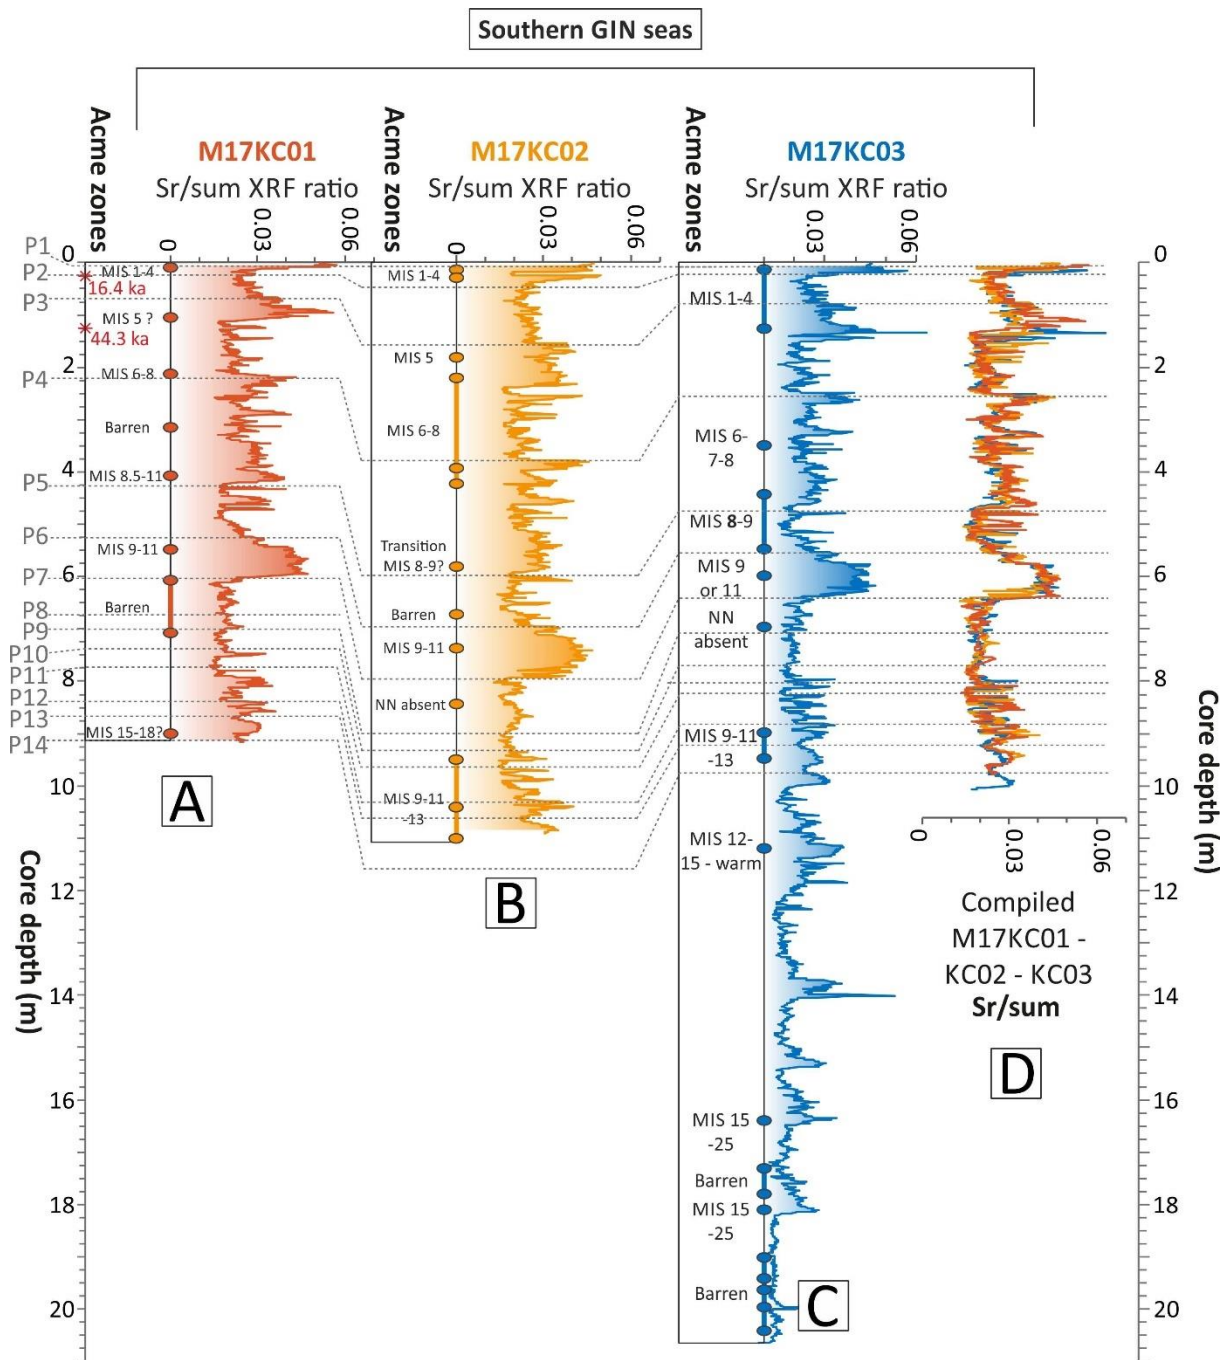 Southern GIN seas
Acme zones
M17KC01
Sr/sum XRF ratio
0
0.03
0.06
Acme zones
M17KC02
Sr/sum XRF ratio
0
0.03
0.06
Acme zones
M17KC03
Sr/sum XRF ratio
0.03
0.06
P1
P2
P3
P4
P5
P6
P7
P8
P9
P10
P11
P12
P13
P14
0
2
4
6
8
10
12
14
16
18
20
Core depth (m)
MIS 1-4
16.4 ka
MIS 5 ?
44.3 ka
MIS 6-8
Barren
MIS 8.5-11
MIS 9-11
Barren
MIS 15-18?
A
MIS 1-4
MIS 5
MIS 6-8
Transition
MIS 8-9?
Barren
MIS 9-11
NN absent
MIS 9-11
-13
B
MIS 1-4
MIS 6-
7-8
MIS 8-9
MIS 9
or 11
NN
absent
MIS 9-11
-13
MIS 12-
15 - warm
MIS 15
-25
Barren
MIS 15
-25
Barren
C
0
0.03
0.06
Compiled
M17KC01 -
KC02 - KC03
Sr/sum
D
0
2
4
6
8
10
12
14
16
18
20
Core depth (m)